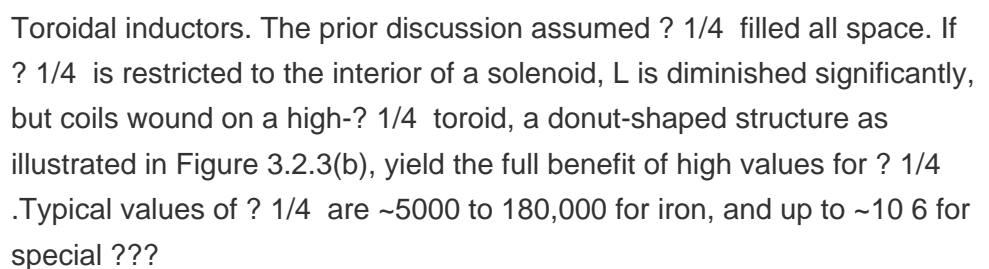 Toroidal inductors. The prior discussion assumed ? 1/4 filled all space. If
? 1/4 is restricted to the interior of a solenoid, L is diminished significantly,
but coils wound on a high-? 1/4 toroid, a donut-shaped structure as
illustrated in Figure 3.2.3(b), yield the full benefit of high values for ? 1/4
.Typical values of ? 1/4 are ~5000 to 180,000 for iron, and up to ~10 6 for
special ???